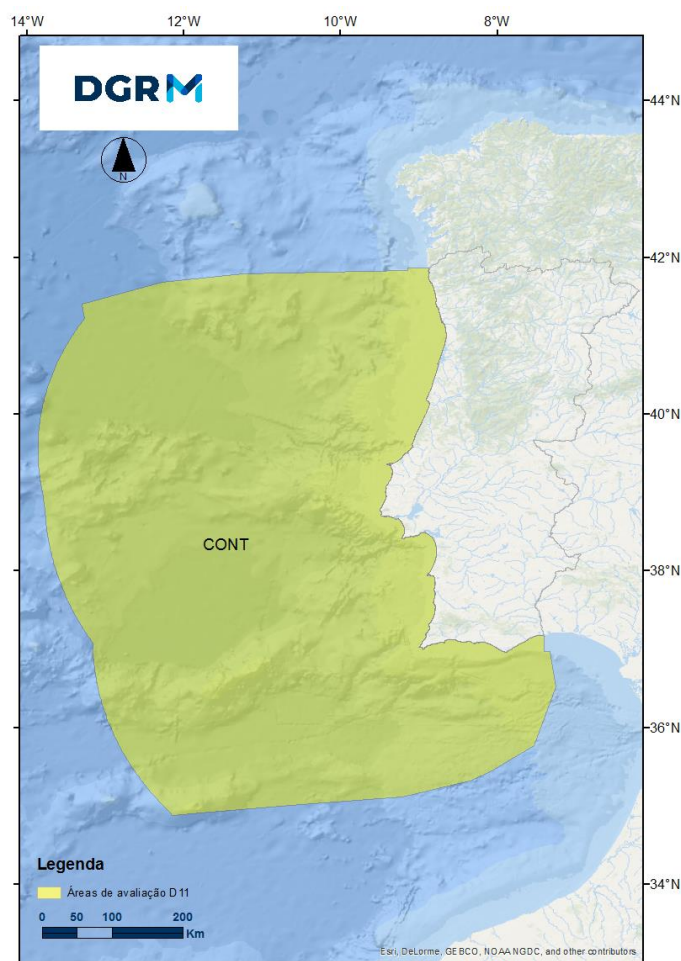 14°W 12°W 10°W 8°W
DGRM
44°N
N
42°N
40°N
CONT
38°N
36°N
Legenda
Áreas de avaliação D11
34°N
0 50 100 200
Km
Esri, DeLorme, GEBCO, NOAA NGDC, and other contributors